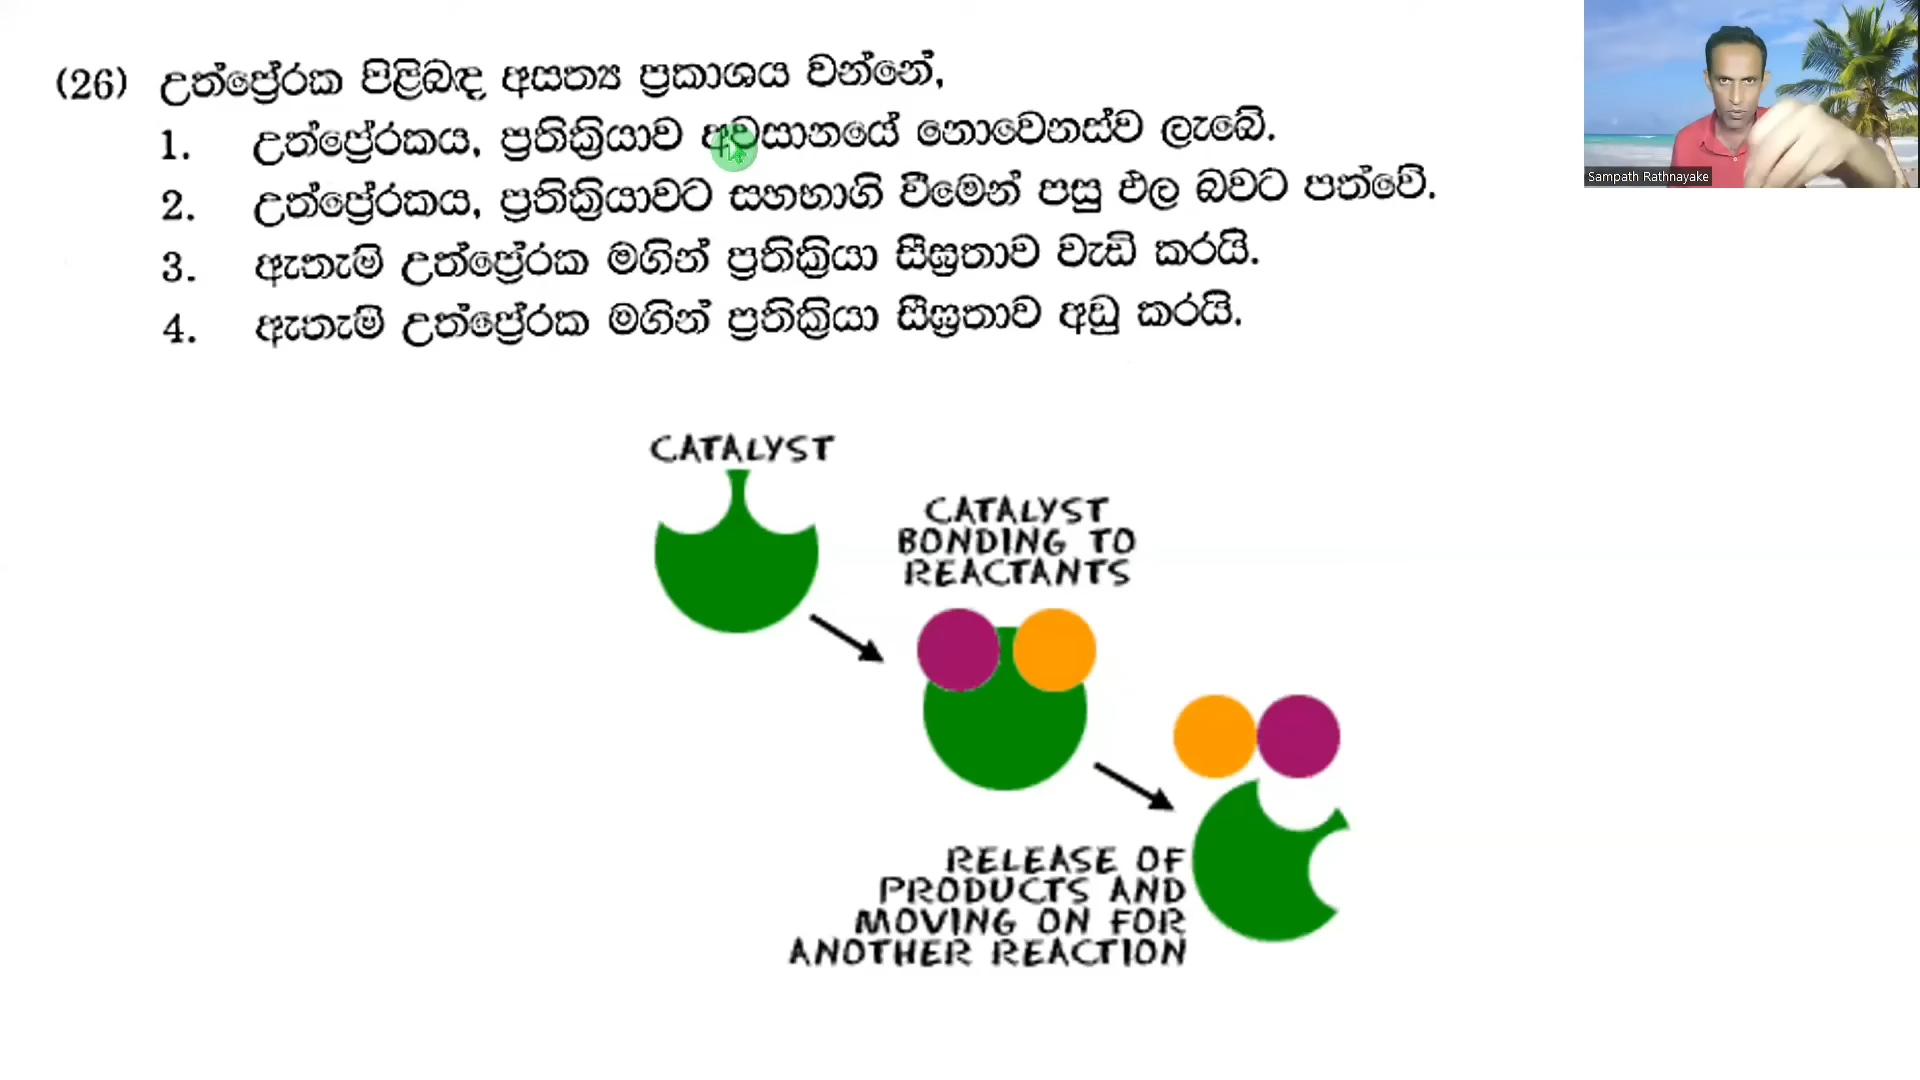 (26) උත්ප්‍රේරක පිළිබඳ අසත්‍ය ප්‍රකාශය වන්නේ,
1. උත්ප්‍රේරකය, ප්‍රතික්‍රියාව අවසානයේ නොවෙනස්ව ලැබේ.
2. උත්ප්‍රේරකය, ප්‍රතික්‍රියාවට සහභාගි වීමෙන් පසු ඵල බවට පත්වේ.
3. ඇතැම් උත්ප්‍රේරක මගින් ප්‍රතික්‍රියා සීඝ්‍රතාව වැඩි කරයි.
4. ඇතැම් උත්ප්‍රේරක මගින් ප්‍රතික්‍රියා සීඝ්‍රතාව අඩු කරයි.
Sampath Rathnayake
CATALYST
CATALYST
BONDING TO
REACTANTS
RELEASE OF
PRODUCTS AND
MOVING ON FOR
ANOTHER REACTION